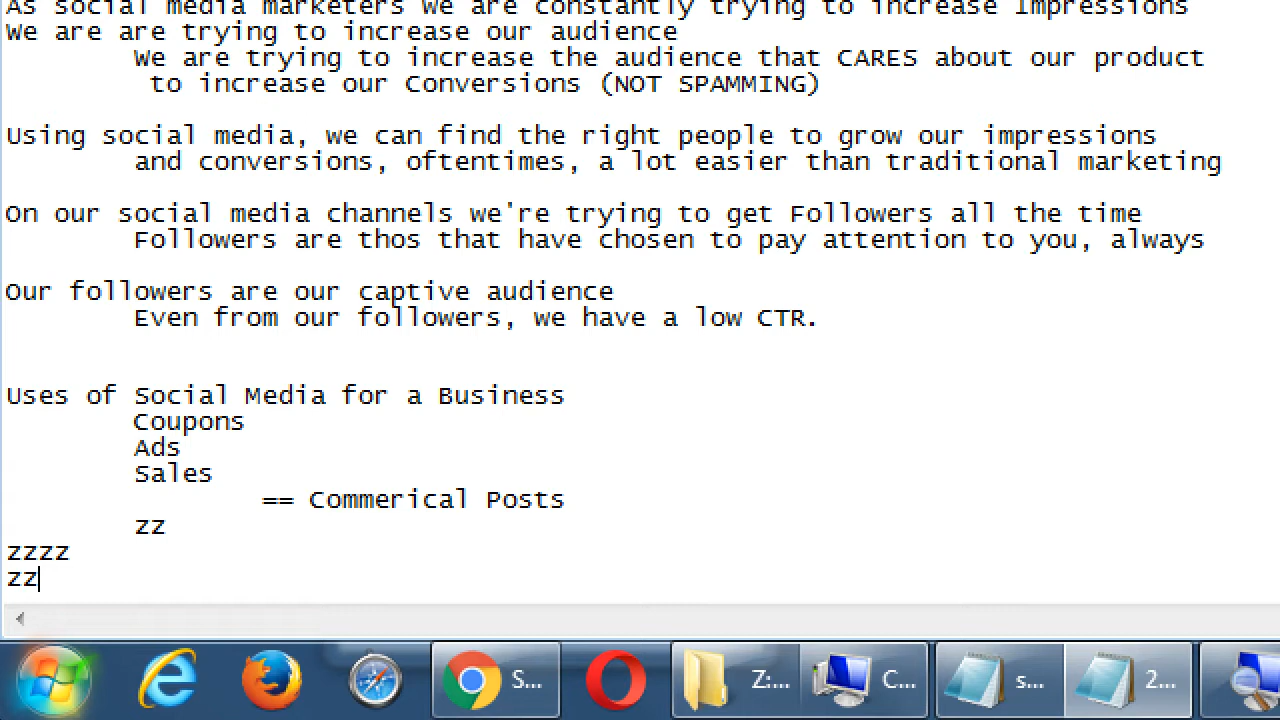 As social media marketers we are constantly trying to increase Impressions
We are are trying to increase our audience
We are trying to increase the audience that CARES about our product
to increase our Conversions (NOT SPAMMING)
Using social media, we can find the right people to grow our impressions
and conversions, oftentimes, a lot easier than traditional marketing
On our social media channels we're trying to get Followers all the time
Followers are thos that have chosen to pay attention to you, always
Our followers are our captive audience
Even from our followers, we have a low CTR.
Uses of Social Media for a Business
Coupons
Ads
Sales
== Commerical Posts
zz
zzzz
zz
S... Z:... C... s... 2...